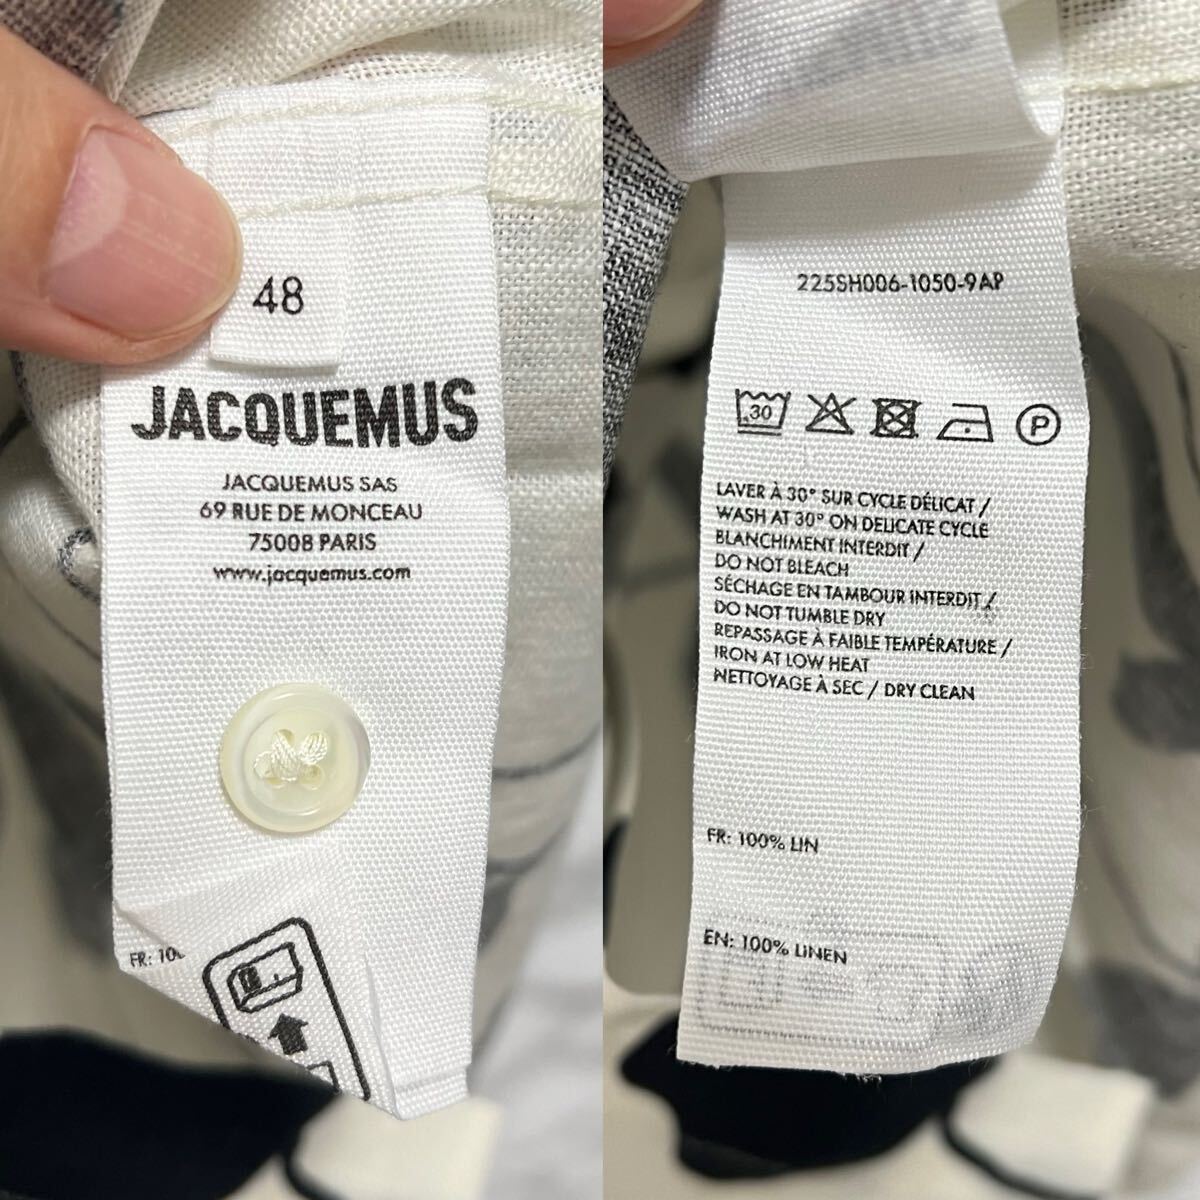 48
JACQUEMUS
JACQUEMUS SAS
69 RUE DE MONCEAU
75008 PARIS
www.jacquemus.com
FR: 10
225SH006-1050-9AP
30
P
LAVER À 30° SUR CYCLE DÉLICAT /
WASH AT 30° ON DELICATE CYCLE
BLANCHIMENT INTERDIT /
DO NOT BLEACH
SÉCHAGE EN TAMBOUR INTERDIT /
DO NOT TUMBLE DRY
REPASSAGE À FAIBLE TEMPÉRATURE /
IRON AT LOW HEAT
NETTOYAGE À SEC / DRY CLEAN
FR: 100% LIN
EN: 100% LINEN